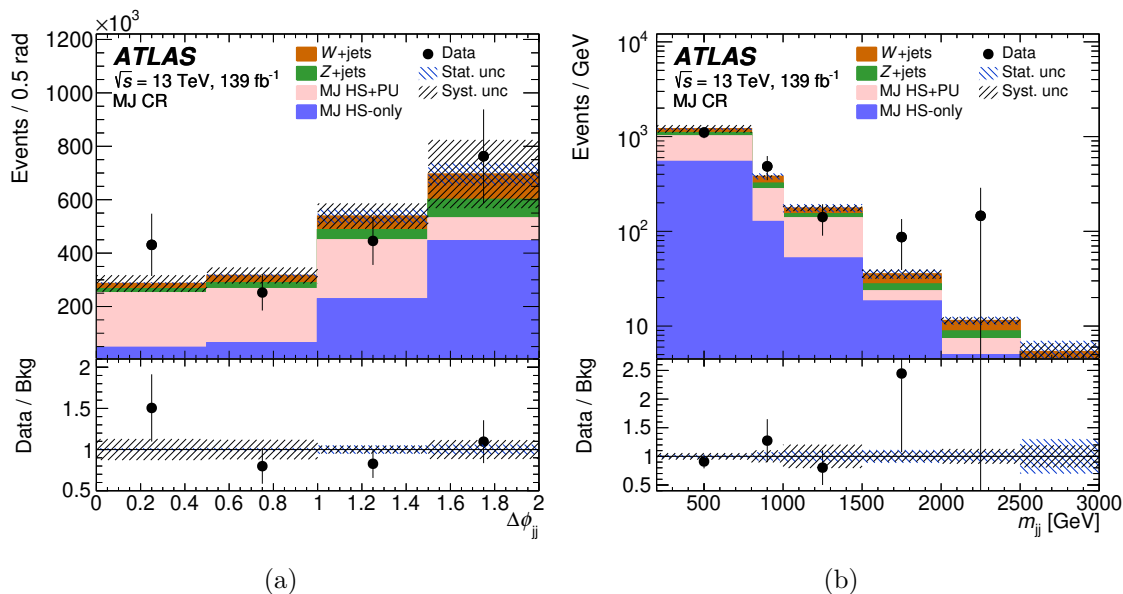 ×10³
1200
1000
800
600
400
200
Events / 0.5 rad
ATLAS
√s = 13 TeV, 139 fb⁻¹
MJ CR
W+jets
Z+jets
MJ HS+PU
MJ HS-only
Data
Stat. unc
Syst. unc
2
1.5
1
0.5
Data / Bkg
0 0.2 0.4 0.6 0.8 1 1.2 1.4 1.6 1.8 2
Δϕjj
(a)
10⁴
10³
10²
10
Events / GeV
ATLAS
√s = 13 TeV, 139 fb⁻¹
MJ CR
W+jets
Z+jets
MJ HS+PU
MJ HS-only
Data
Stat. unc
Syst. unc
2.5
2
1.5
1
0.5
Data / Bkg
500 1000 1500 2000 2500 3000
mjj [GeV]
(b)